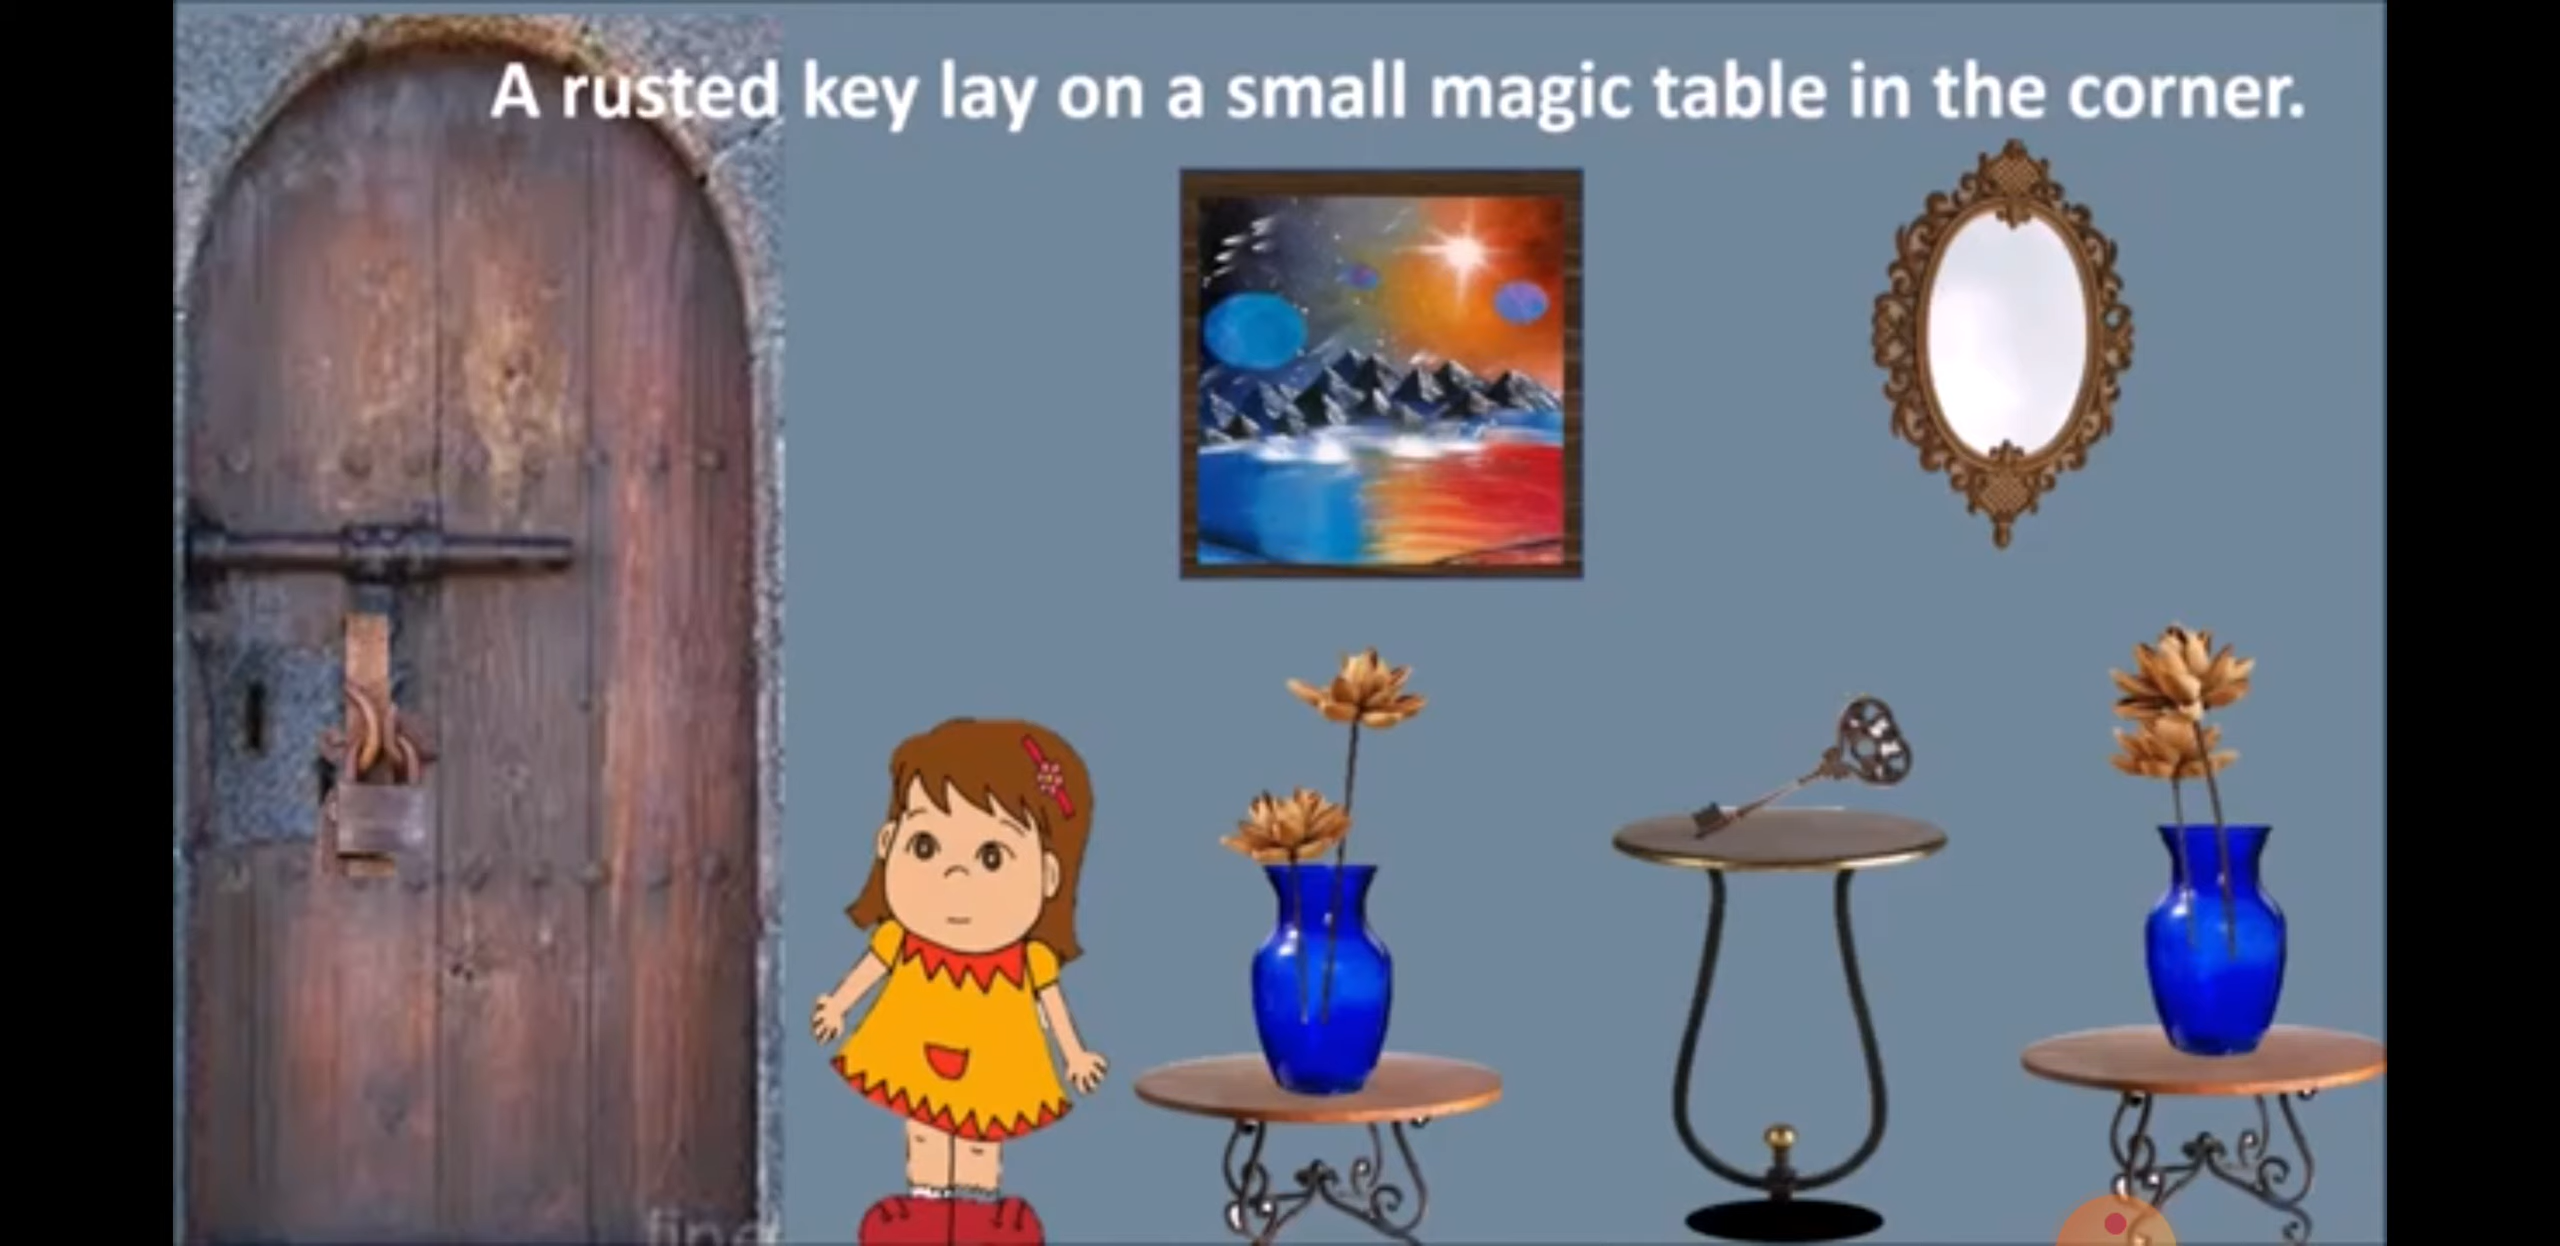 A rusted key lay on a small magic table in the corner.